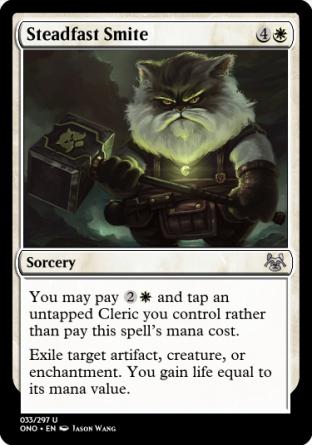 Steadfast Smite 4
Sorcery
You may pay 2 and tap an
untapped Cleric you control rather
than pay this spell's mana cost.
Exile target artifact, creature, or
enchantment. You gain life equal to
its mana value.
033/297 U
ONO • EN Jason Wang